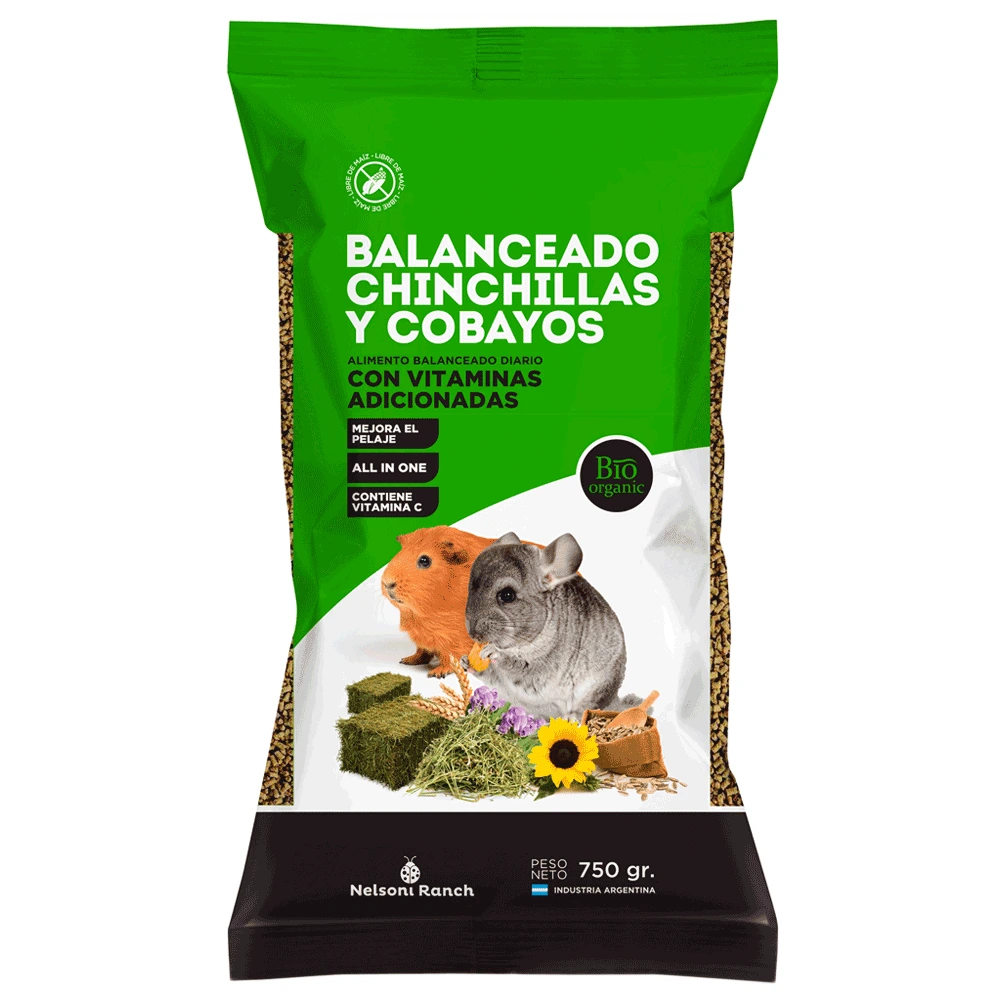 LIBRE DE MAÍZ - LIBRE DE MAÍZ - LIBRE DE MAÍZ -
BALANCEADO
CHINCHILLAS
Y COBAYOS
ALIMENTO BALANCEADO DIARIO
CON VITAMINAS
ADICIONADAS
MEJORA EL
PELAJE
ALL IN ONE
CONTIENE
VITAMINA C
Bio
organic
Nelsoni Ranch
PESO
NETO
750 gr.
INDUSTRIA ARGENTINA